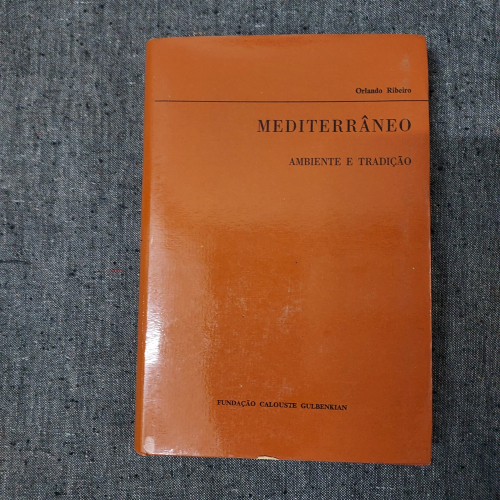 Orlando Ribeiro
MEDITERRÂNEO
AMBIENTE E TRADIÇÃO
FUNDAÇÃO CALOUSTE GULBENKIAN